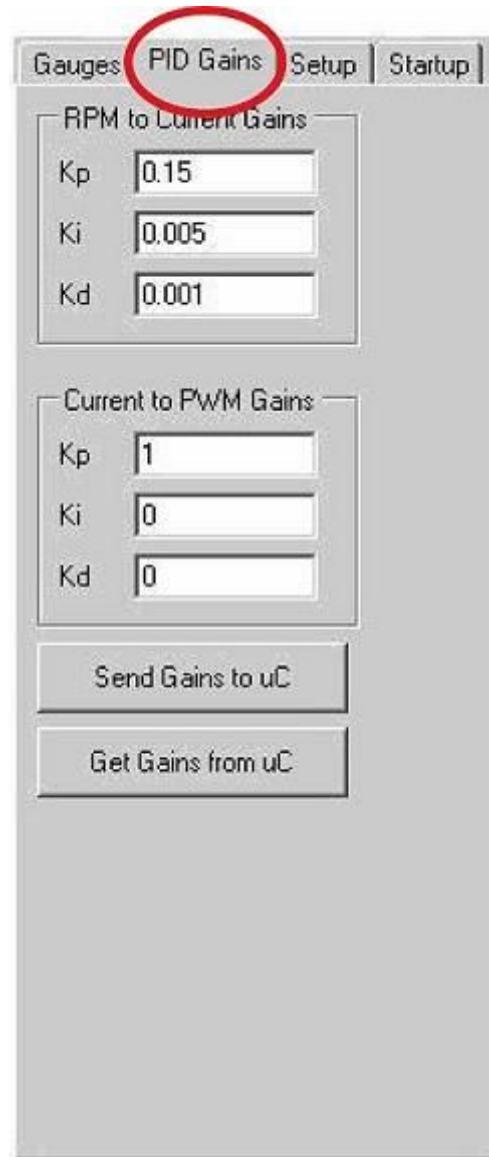 Gauges PID Gains Setup Startup
RPM to Current Gains
Kp 0.15
Ki 0.005
Kd 0.001
Current to PWM Gains
Kp 1
Ki 0
Kd 0
Send Gains to uC
Get Gains from uC